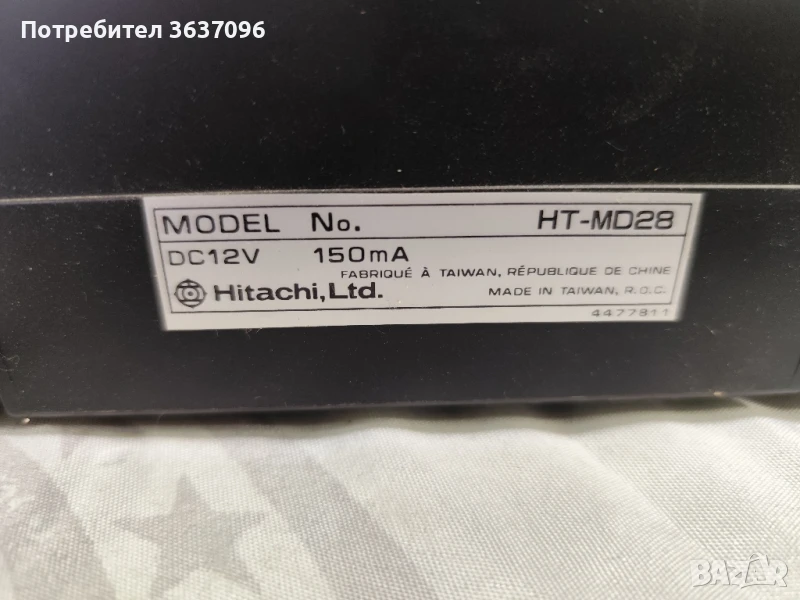 Потребител 3637096
MODEL No. HT-MD28
DC12V 150mA
FABRIQUÉ À TAIWAN, RÉPUBLIQUE DE CHINE
Hitachi, Ltd. MADE IN TAIWAN, R.O.C.
4477811
BAZAR